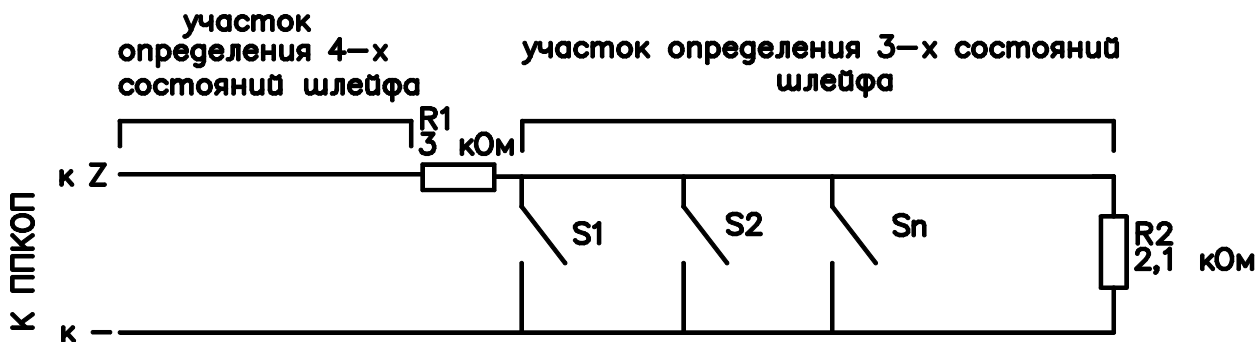 участок
определения 4-х
состояний шлейфа
участок определения 3-х состояний
шлейфа
R1
3 кОм
к Z
S1
S2
Sn
R2
2,1 кОм
К ППКОП
к -